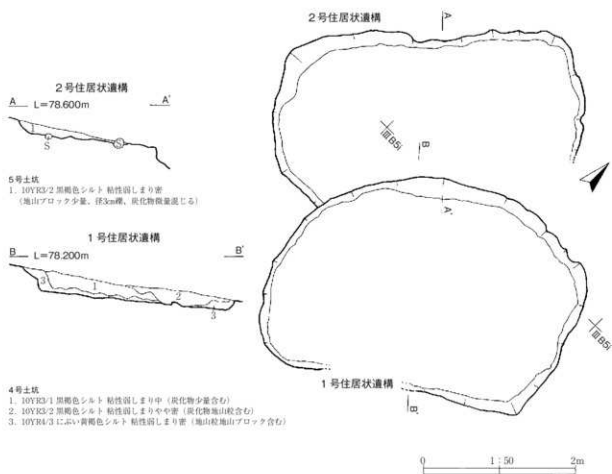 2号住居状遺構
A L=78.600m A'
S S
5号土坑
1. 10YR3/2 黒褐色シルト 粘性弱しまり密
(地山ブロック少量、径3cm礫、炭化物微量混じる)
1号住居状遺構
B L=78.200m B'
3 1 2
3
4号土坑
1. 10YR3/1 黒褐色シルト 粘性弱しまり中(炭化物少量含む)
2. 10YR3/2 黒褐色シルト 粘性弱しまりやや密(炭化物地山粒含む)
3. 10YR4/3 にぶい黄褐色シルト 粘性弱しまり密(地山粒地山ブロック含む)
2号住居状遺構
A
ⅢB5i
B
A'
ⅢB5i
1号住居状遺構
B'
0 1:50 2m